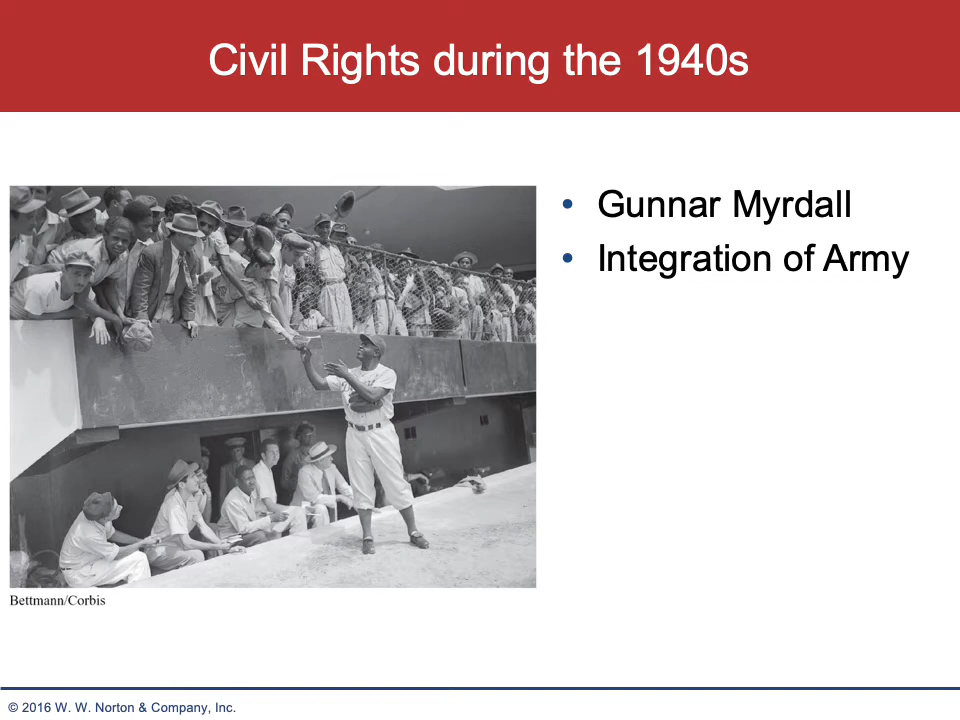 Civil Rights during the 1940s
• Gunnar Myrdall
• Integration of Army
Bettmann/Corbis
© 2016 W. W. Norton & Company, Inc.